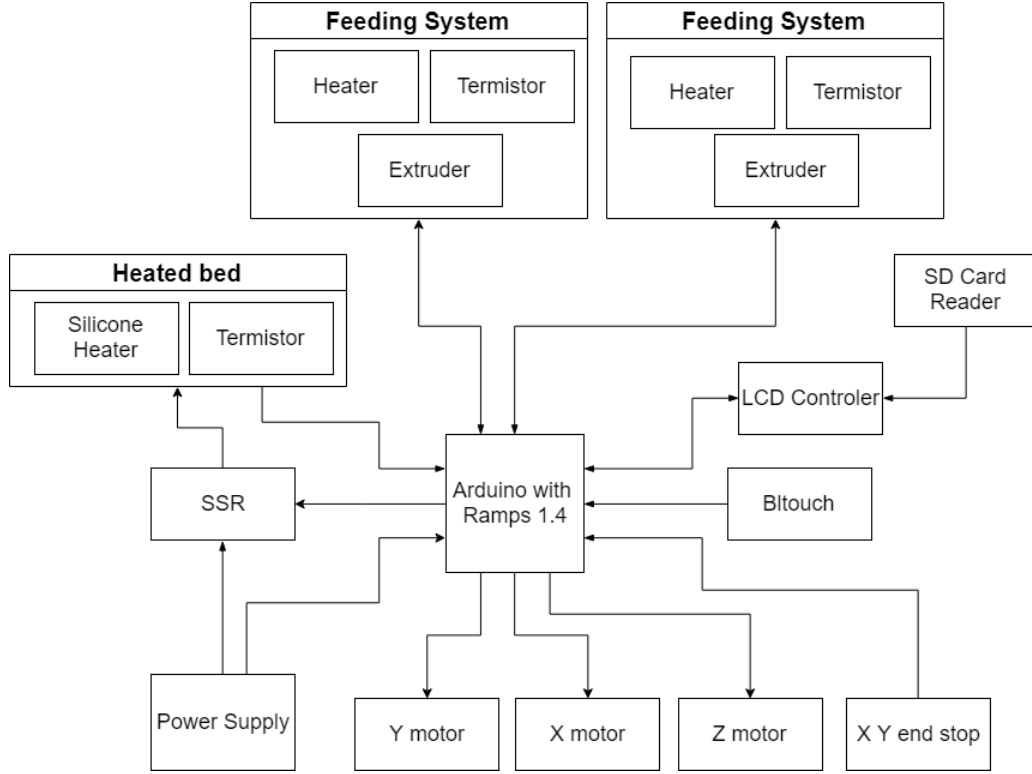 Feeding System
Heater
Termistor
Extruder
Feeding System
Heater
Termistor
Extruder
Heated bed
Silicone
Heater
Termistor
SD Card
Reader
LCD Controler
SSR
Arduino with
Ramps 1.4
Bltouch
Power Supply
Y motor
X motor
Z motor
X Y end stop